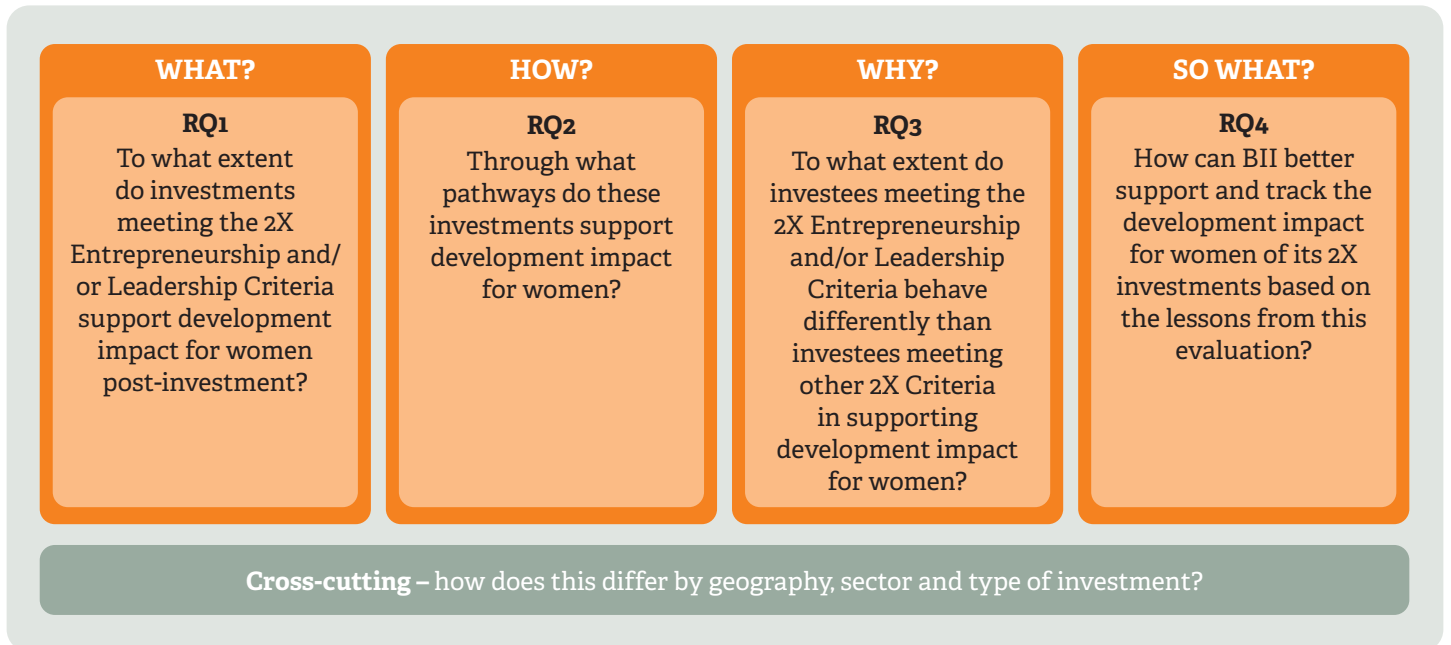 WHAT?
RQ1
To what extent
do investments
meeting the 2X
Entrepreneurship and/
or Leadership Criteria
support development
impact for women
post-investment?
HOW?
RQ2
Through what
pathways do these
investments support
development impact
for women?
WHY?
RQ3
To what extent do
investees meeting the
2X Entrepreneurship
and/or Leadership
Criteria behave
differently than
investees meeting
other 2X Criteria
in supporting
development impact
for women?
SO WHAT?
RQ4
How can BII better
support and track the
development impact
for women of its 2X
investments based on
the lessons from this
evaluation?
Cross-cutting – how does this differ by geography, sector and type of investment?